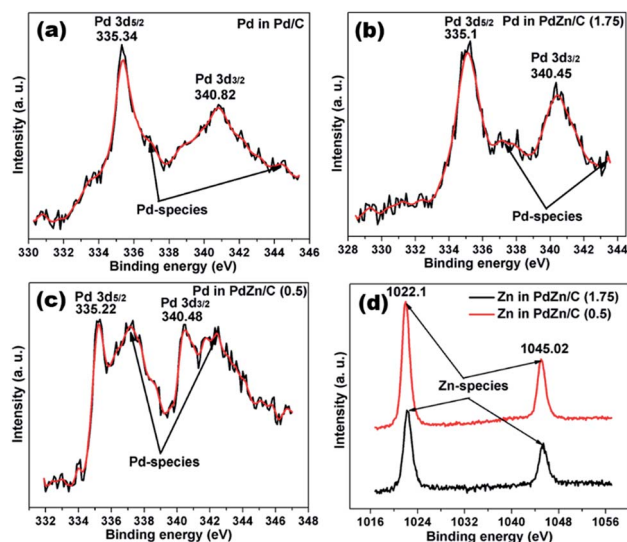 (a)
Pd 3d5/2
335.34
Pd in Pd/C
Pd 3d3/2
340.82
Pd-species
Intensity (a. u.)
330 332 334 336 338 340 342 344 346
Binding energy (eV)
(b)
Pd 3d5/2
335.1
Pd in PdZn/C (1.75)
Pd 3d3/2
340.45
Pd-species
Intensity (a. u.)
328 330 332 334 336 338 340 342 344
Binding energy (eV)
(c)
Pd 3d5/2
335.22
Pd in PdZn/C (0.5)
Pd 3d3/2
340.48
Pd-species
Intensity (a. u.)
332 334 336 338 340 342 344 346 348
Binding energy (eV)
(d)
1022.1
Zn in PdZn/C (1.75)
Zn in PdZn/C (0.5)
1045.02
Zn-species
Intensity (a. u.)
1016 1024 1032 1040 1048 1056
Binding energy (eV)